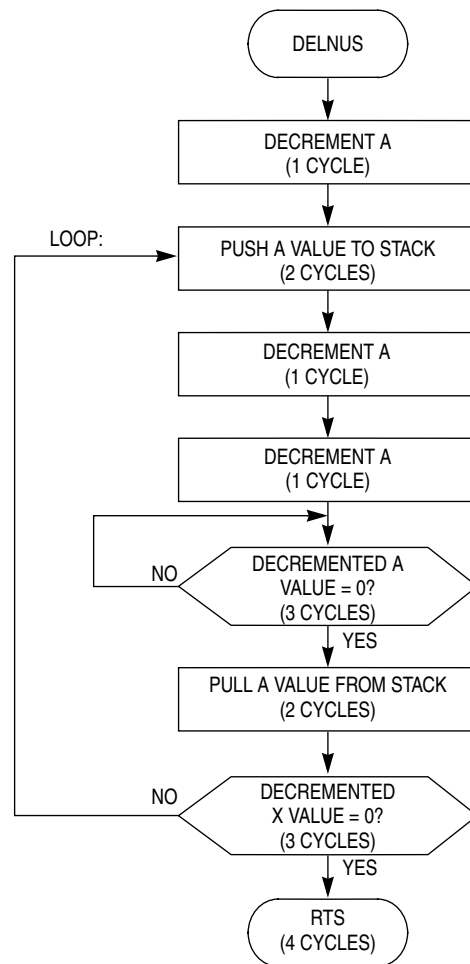 DELNUS
DECREMENT A
(1 CYCLE)
LOOP:
PUSH A VALUE TO STACK
(2 CYCLES)
DECREMENT A
(1 CYCLE)
DECREMENT A
(1 CYCLE)
NO
DECREMENTED A
VALUE = 0?
(3 CYCLES)
YES
PULL A VALUE FROM STACK
(2 CYCLES)
NO
DECREMENTED
X VALUE = 0?
(3 CYCLES)
YES
RTS
(4 CYCLES)